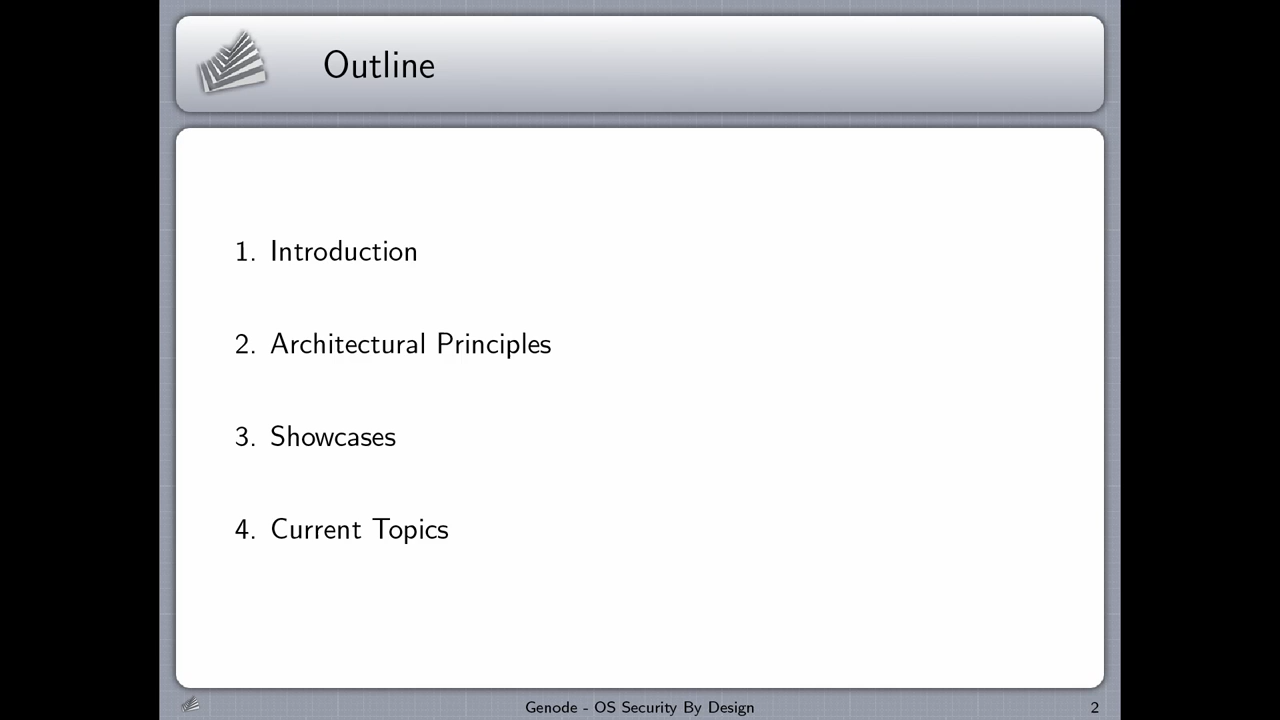 Outline
1. Introduction
2. Architectural Principles
3. Showcases
4. Current Topics
Genode - OS Security By Design
2